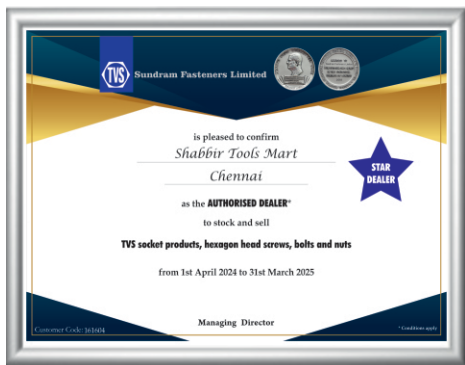 TVS
Sundram Fasteners Limited
is pleased to confirm
Shabbir Tools Mart
Chennai
as the AUTHORISED DEALER*
to stock and sell
TVS socket products, hexagon head screws, bolts and nuts
from 1st April 2024 to 31st March 2025
STAR
DEALER
Managing Director
Customer Code: 161604
* Conditions apply